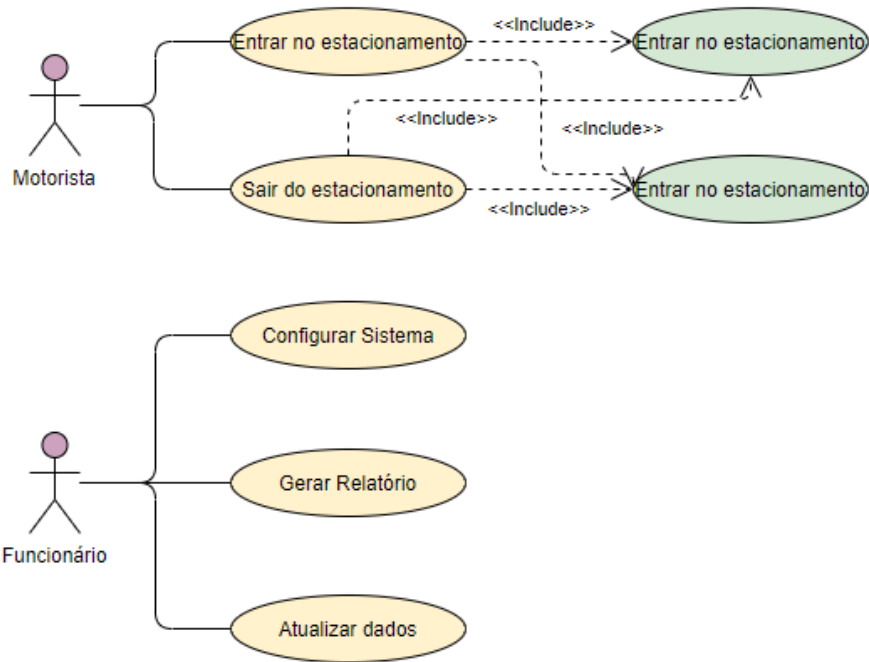 <<Include>>
Entrar no estacionamento
Entrar no estacionamento
<<Include>>
<<Include>>
Motorista
Sair do estacionamento
Entrar no estacionamento
<<Include>>
Configurar Sistema
Gerar Relatório
Funcionário
Atualizar dados